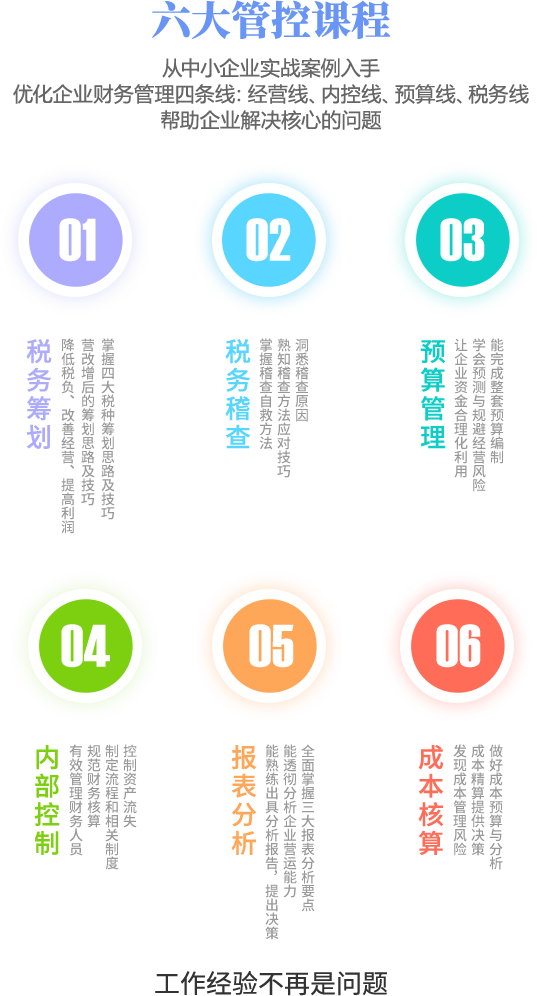 六大管控课程
从中小企业实战案例入手
优化企业财务管理四条线：经营线、内控线、预算线、税务线
帮助企业解决核心的问题
01
税务筹划
掌握四大税种筹划思路及技巧
营改增后的筹划思路及技巧
降低税负、改善经营、提高利润
02
税务稽查
洞悉稽查原因
熟知稽查方法应对技巧
掌握稽查自救方法
03
预算管理
能完成整套预算编制
学会预测与规避经营风险
让企业资金合理化利用
04
内部控制
控制资产流失
制定流程和相关制度
规范财务核算
有效管理财务人员
05
报表分析
全面掌握三大报表分析要点
能透彻分析企业营运能力
能熟练出具分析报告，提出决策
06
成本核算
做好成本预算与分析
成本精算提供决策
发现成本管理风险
工作经验不再是问题